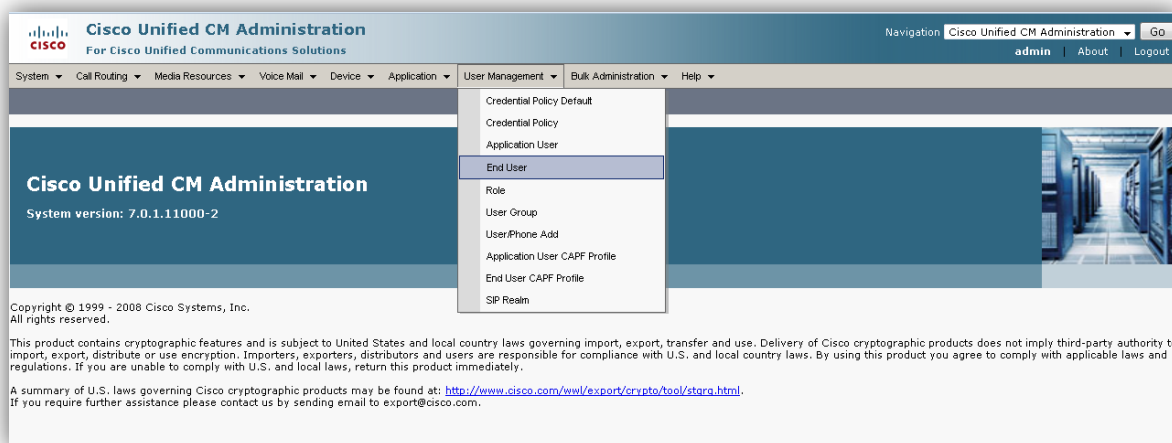 CISCO
Cisco Unified CM Administration
For Cisco Unified Communications Solutions
Navigation Cisco Unified CM Administration Go
admin About Logout
System Call Routing Media Resources Voice Mail Device Application User Management Bulk Administration Help
Credential Policy Default
Credential Policy
Application User
End User
Role
User Group
User/Phone Add
Application User CAPF Profile
End User CAPF Profile
SIP Realm
Cisco Unified CM Administration
System version: 7.0.1.11000-2
Copyright © 1999 - 2008 Cisco Systems, Inc.
All rights reserved.
This product contains cryptographic features and is subject to United States and local country laws governing import, export, transfer and use. Delivery of Cisco cryptographic products does not imply third-party authority
import, export, distribute or use encryption. Importers, exporters, distributors and users are responsible for compliance with U.S. and local country laws. By using this product you agree to comply with applicable laws and
regulations. If you are unable to comply with U.S. and local laws, return this product immediately.
A summary of U.S. laws governing Cisco cryptographic products may be found at: http://www.cisco.com/wwl/export/crypto/tool/stqrg.html.
If you require further assistance please contact us by sending email to export@cisco.com.